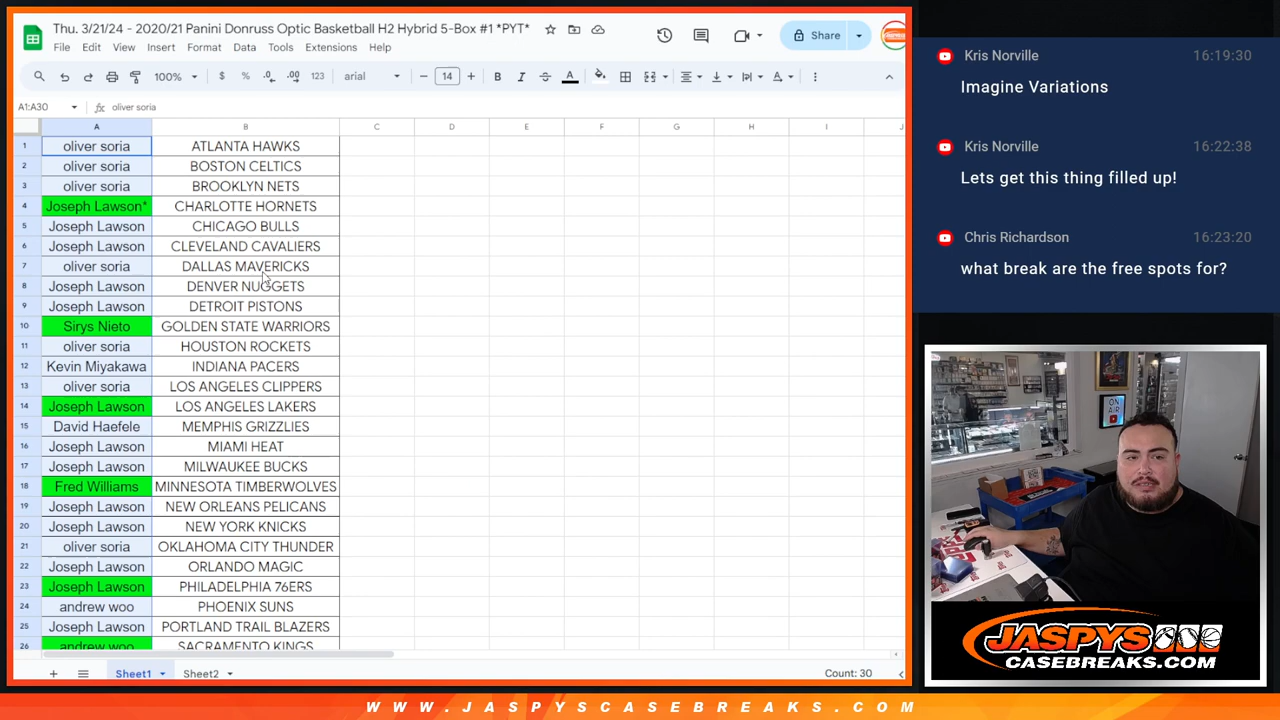 Thu. 3/21/24 - 2020/21 Panini Donruss Optic Basketball H2 Hybrid 5-Box #1 *PYT*
File Edit View Insert Format Data Tools Extensions Help
Share
100% $ % .0 .00 123 arial 14 B I A
A1:A30 fx oliver soria
A B C D E F G H I J
1 oliver soria ATLANTA HAWKS
2 oliver soria BOSTON CELTICS
3 oliver soria BROOKLYN NETS
4 Joseph Lawson* CHARLOTTE HORNETS
5 Joseph Lawson CHICAGO BULLS
6 Joseph Lawson CLEVELAND CAVALIERS
7 oliver soria DALLAS MAVERICKS
8 Joseph Lawson DENVER NUGGETS
9 Joseph Lawson DETROIT PISTONS
10 Sirys Nieto GOLDEN STATE WARRIORS
11 oliver soria HOUSTON ROCKETS
12 Kevin Miyakawa INDIANA PACERS
13 oliver soria LOS ANGELES CLIPPERS
14 Joseph Lawson LOS ANGELES LAKERS
15 David Haefele MEMPHIS GRIZZLIES
16 Joseph Lawson MIAMI HEAT
17 Joseph Lawson MILWAUKEE BUCKS
18 Fred Williams MINNESOTA TIMBERWOLVES
19 Joseph Lawson NEW ORLEANS PELICANS
20 Joseph Lawson NEW YORK KNICKS
21 oliver soria OKLAHOMA CITY THUNDER
22 Joseph Lawson ORLANDO MAGIC
23 Joseph Lawson PHILADELPHIA 76ERS
24 andrew woo PHOENIX SUNS
25 Joseph Lawson PORTLAND TRAIL BLAZERS
26 andrew woo SACRAMENTO KINGS
Sheet1 Sheet2 Count: 30
Kris Norville 16:19:30
Imagine Variations
Kris Norville 16:22:38
Lets get this thing filled up!
Chris Richardson 16:23:20
what break are the free spots for?
ON AIR
JASPYS
CASEBREAKS.COM
WWW.JASPYSCASEBREAKS.COM